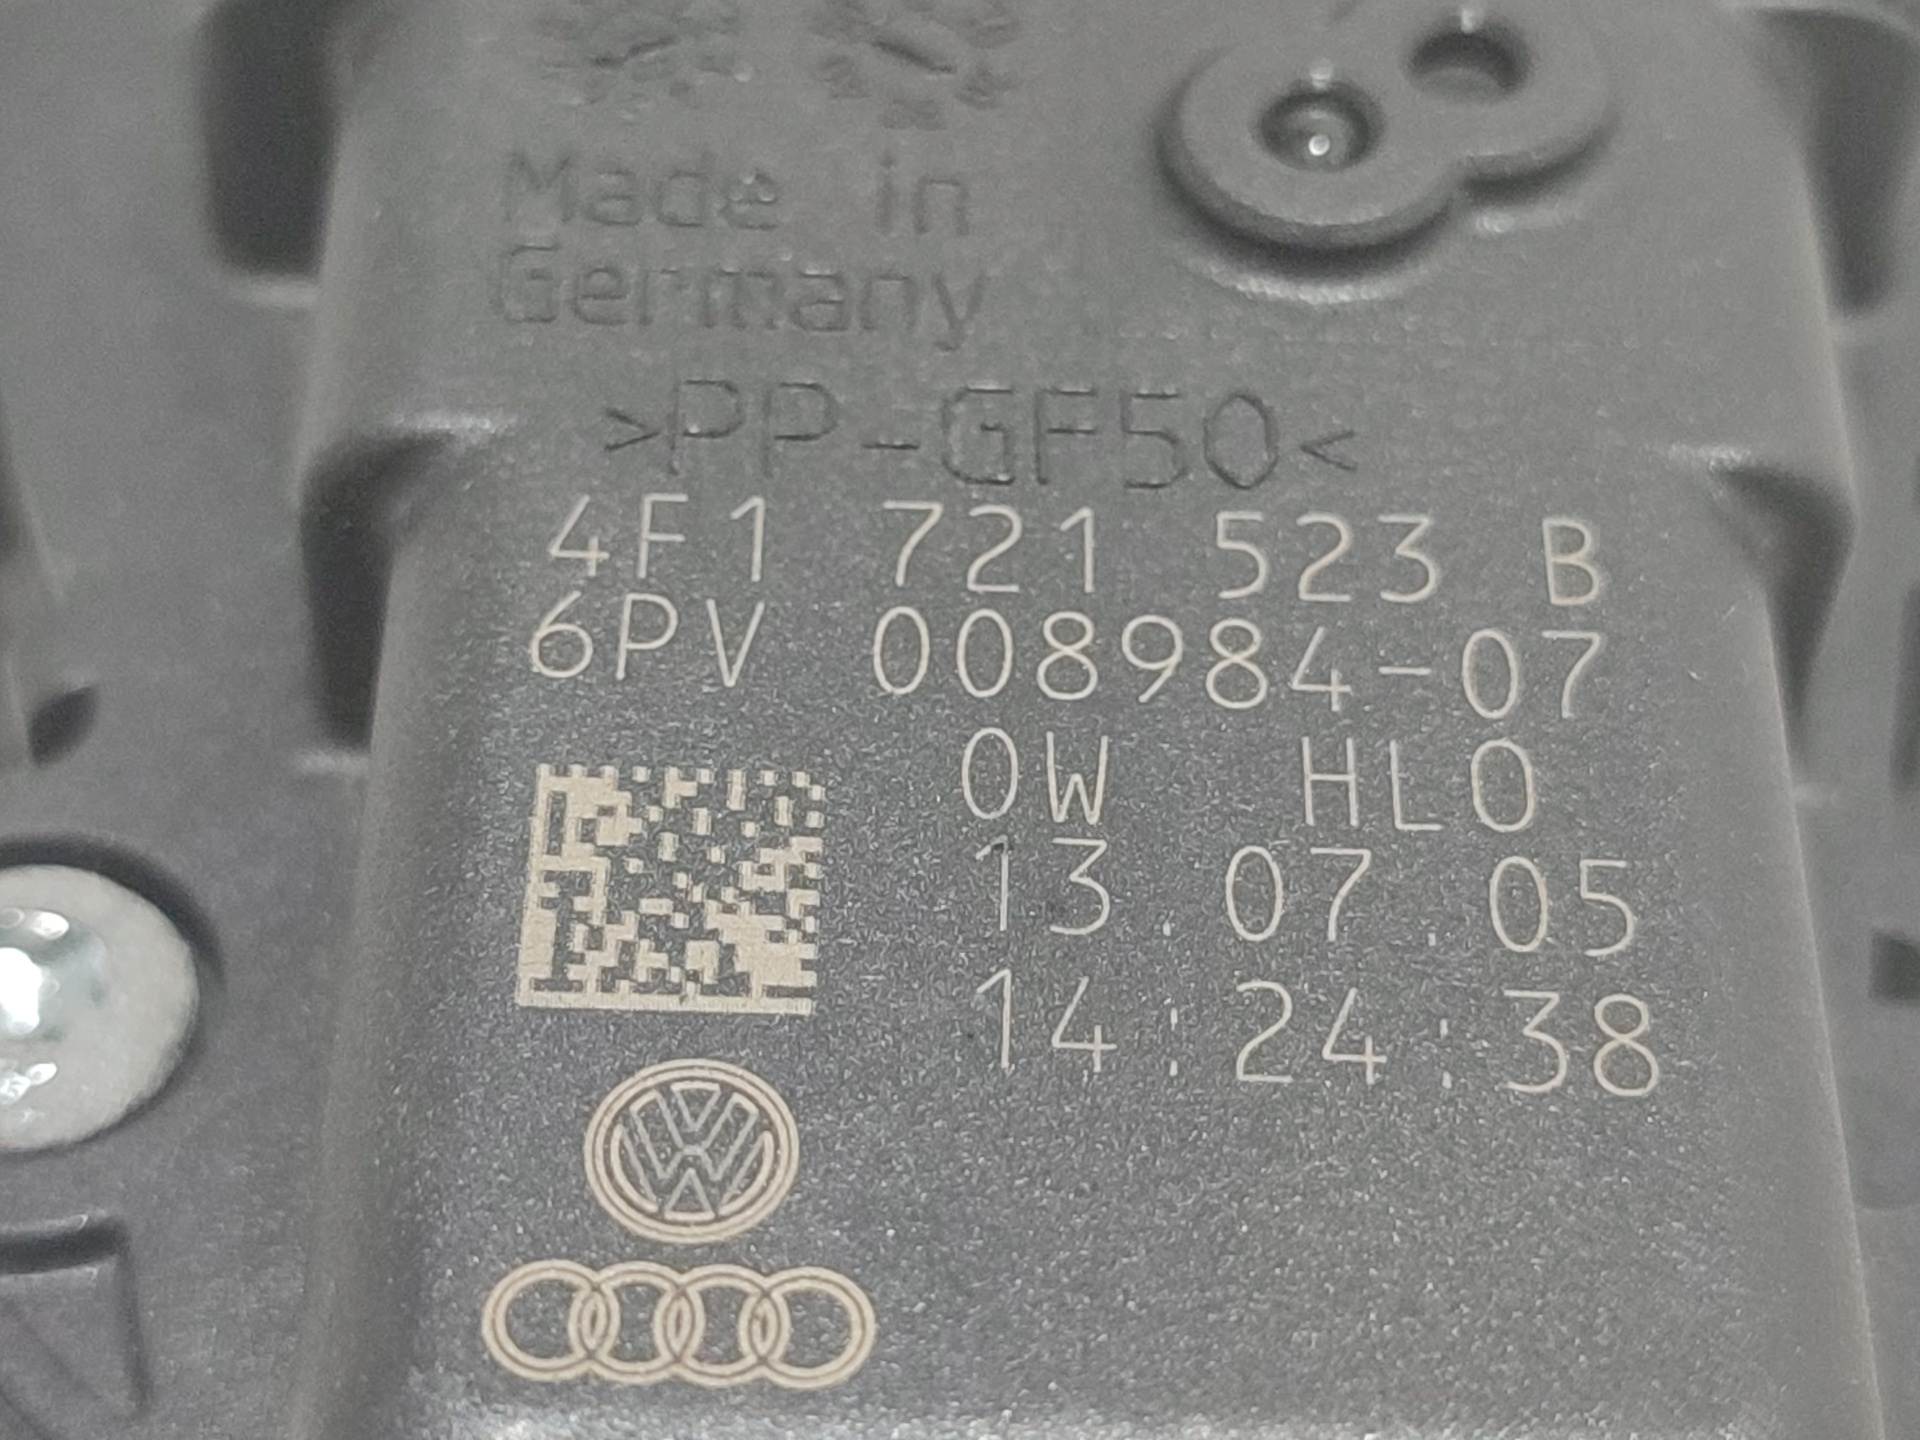 Made in
Germany
>PP-GF50<
4F1 721 523 B
6PV 008984-07
0W HL0
13.07.05
14:24:38